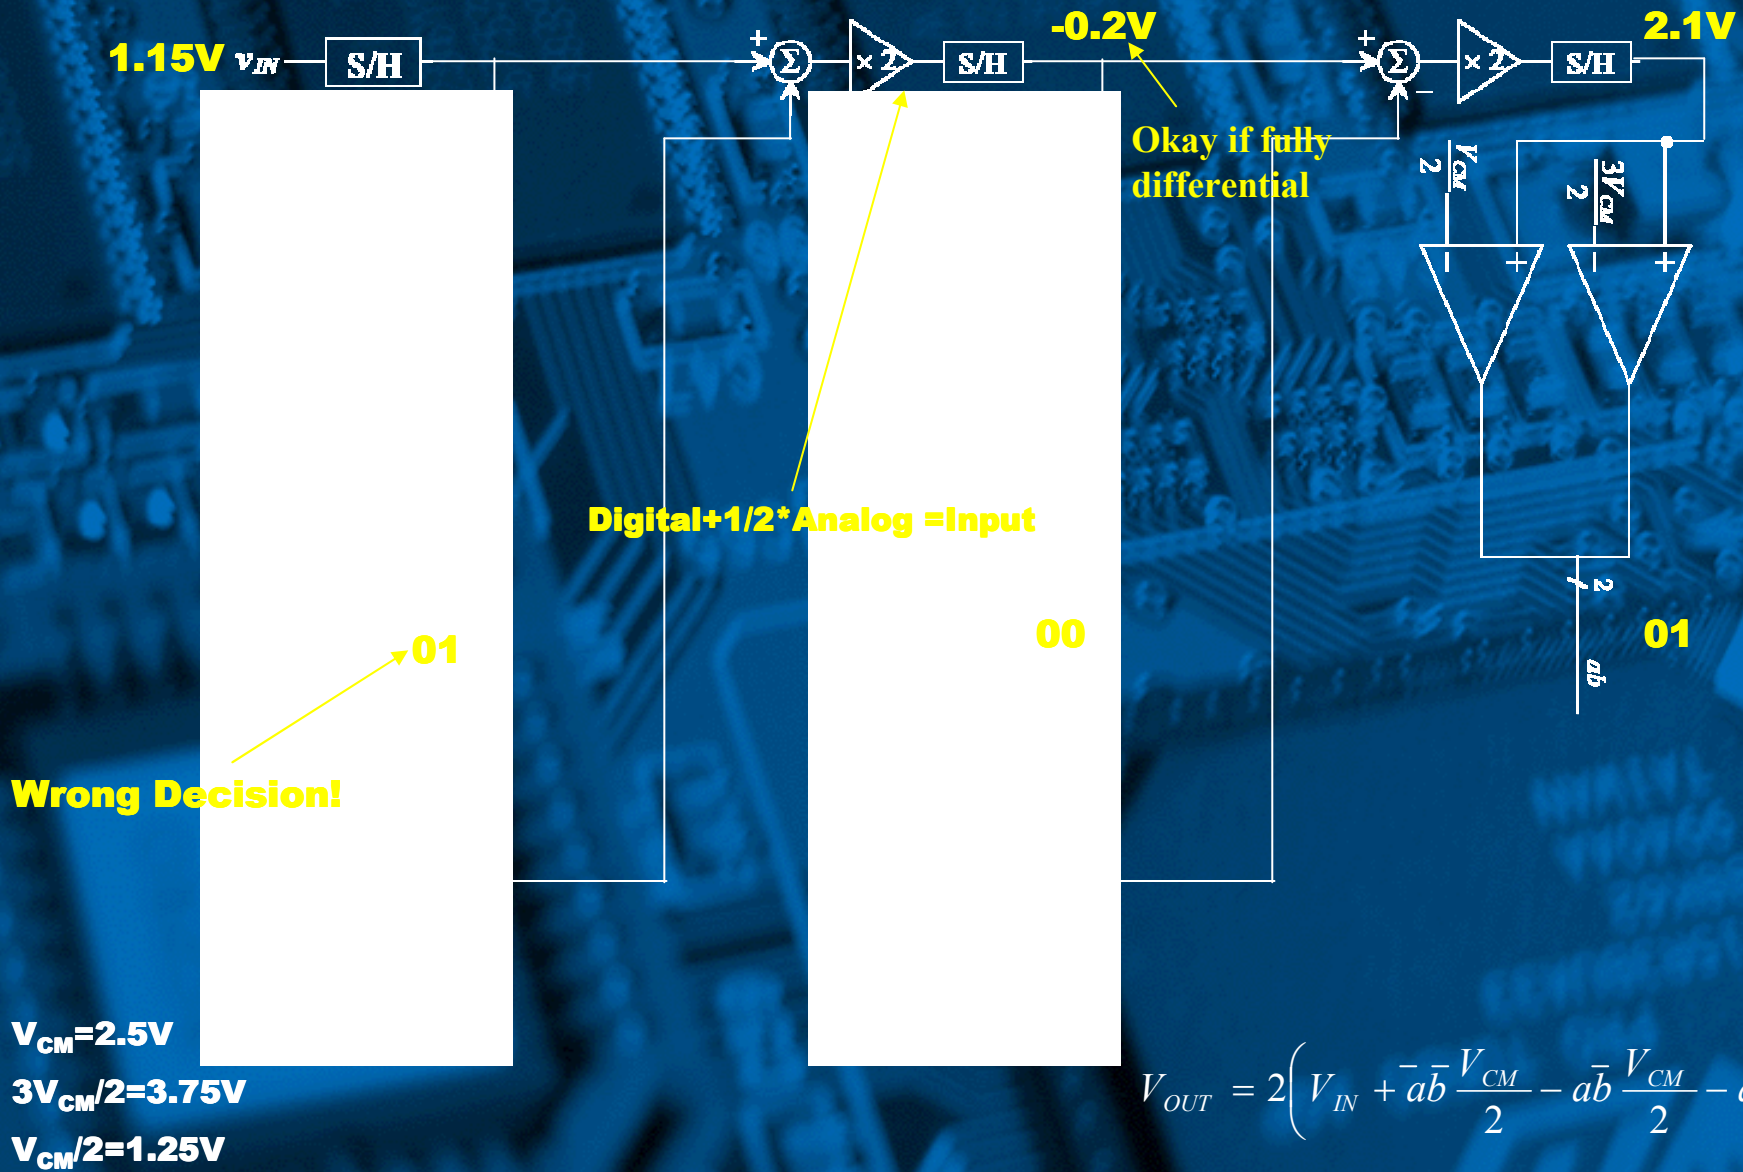 1.15V
vIN
S/H
+
Σ
× 2
S/H
-0.2V
+
Σ
−
× 2
S/H
2.1V
Okay if fully
differential
VCM
2
3VCM
2
− +
− +
Digital+1/2*Analog =Input
2
01
00
01
ab
Wrong Decision!
VCM=2.5V
3VCM/2=3.75V
VCM/2=1.25V
VOUT = 2( VIN + a̅b̅ VCM/2 − ab̅ VCM/2 −